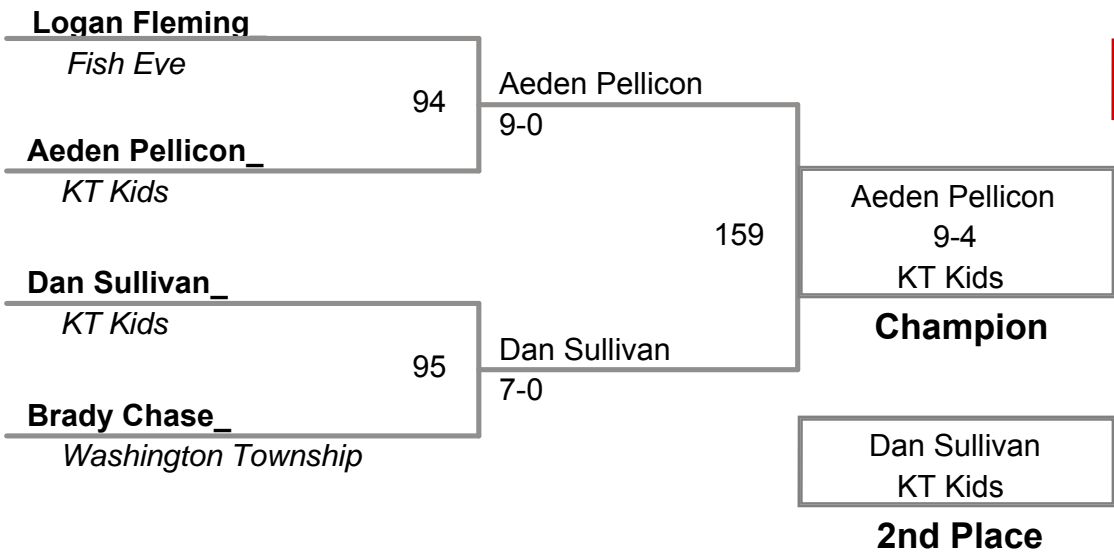 Logan Fleming_
Fish Eve
94
Aeden Pellicon
9-0
Aeden Pellicon_
KT Kids
159
Aeden Pellicon
9-4
KT Kids
Champion
Dan Sullivan_
KT Kids
95
Dan Sullivan
7-0
Brady Chase_
Washington Township
Dan Sullivan
KT Kids
2nd Place